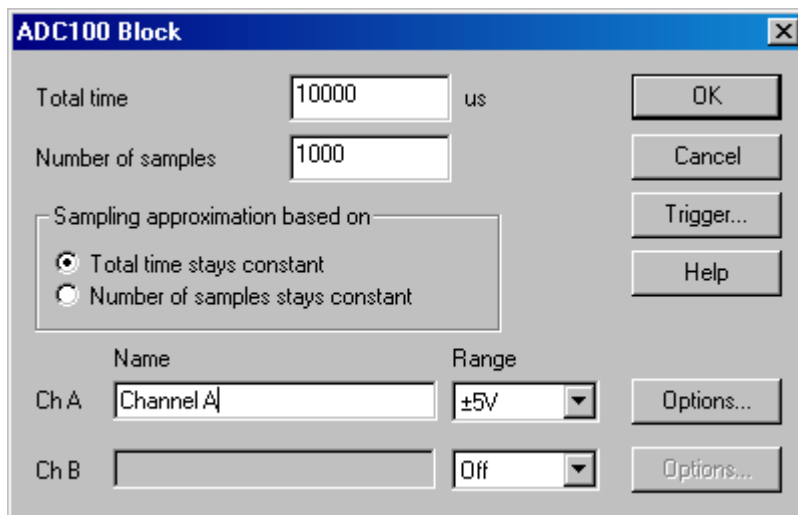 ADC100 Block
Total time 10000 us OK
Number of samples 1000 Cancel
Sampling approximation based on Trigger...
Total time stays constant
Number of samples stays constant
Help
Name Range
Ch A Channel A ±5V Options...
Ch B Off Options...